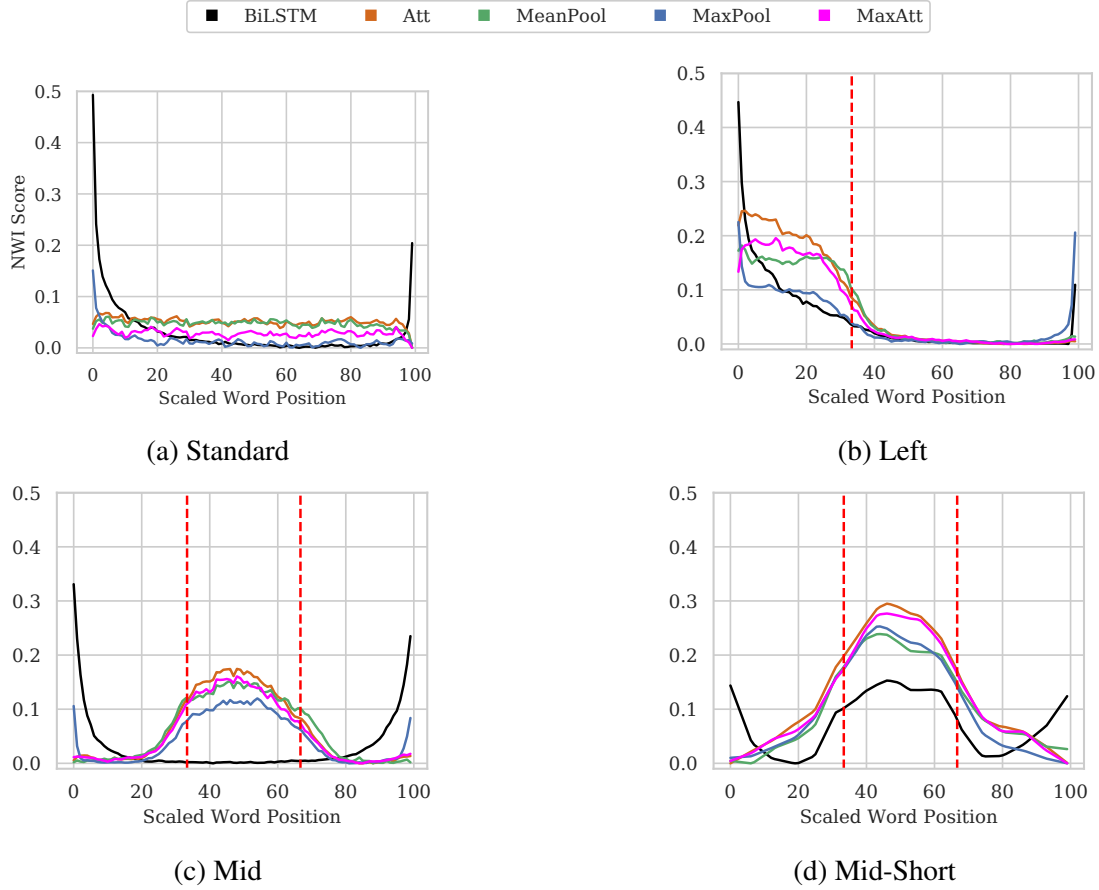 BiLSTM Att MeanPool MaxPool MaxAtt
0.5
0.4
0.3
0.2
0.1
0.0
NWI Score
0 20 40 60 80 100
Scaled Word Position
(a) Standard
0.5
0.4
0.3
0.2
0.1
0.0
0 20 40 60 80 100
Scaled Word Position
(b) Left
0.5
0.4
0.3
0.2
0.1
0.0
0 20 40 60 80 100
Scaled Word Position
(c) Mid
0.5
0.4
0.3
0.2
0.1
0.0
0 20 40 60 80 100
Scaled Word Position
(d) Mid-Short